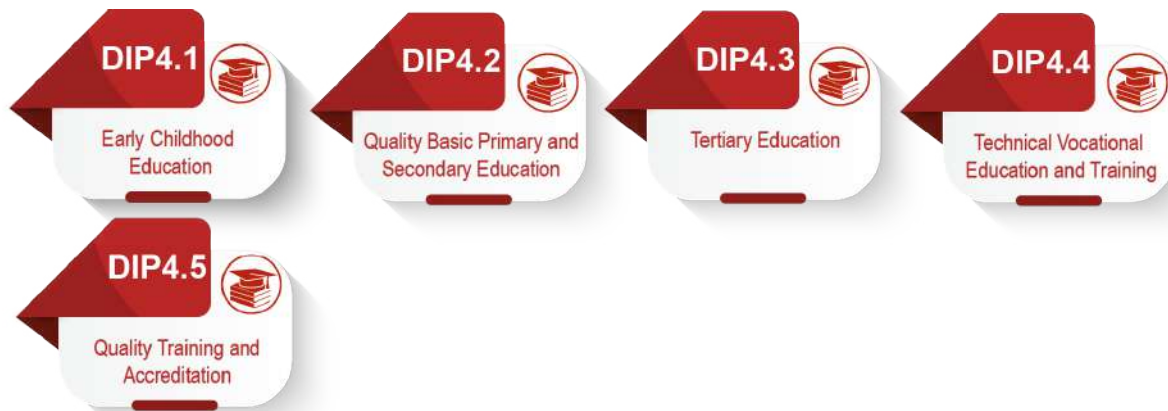 DIP4.1
Early Childhood
Education
DIP4.2
Quality Basic Primary and
Secondary Education
DIP4.3
Tertiary Education
DIP4.4
Technical Vocational
Education and Training
DIP4.5
Quality Training and
Accreditation